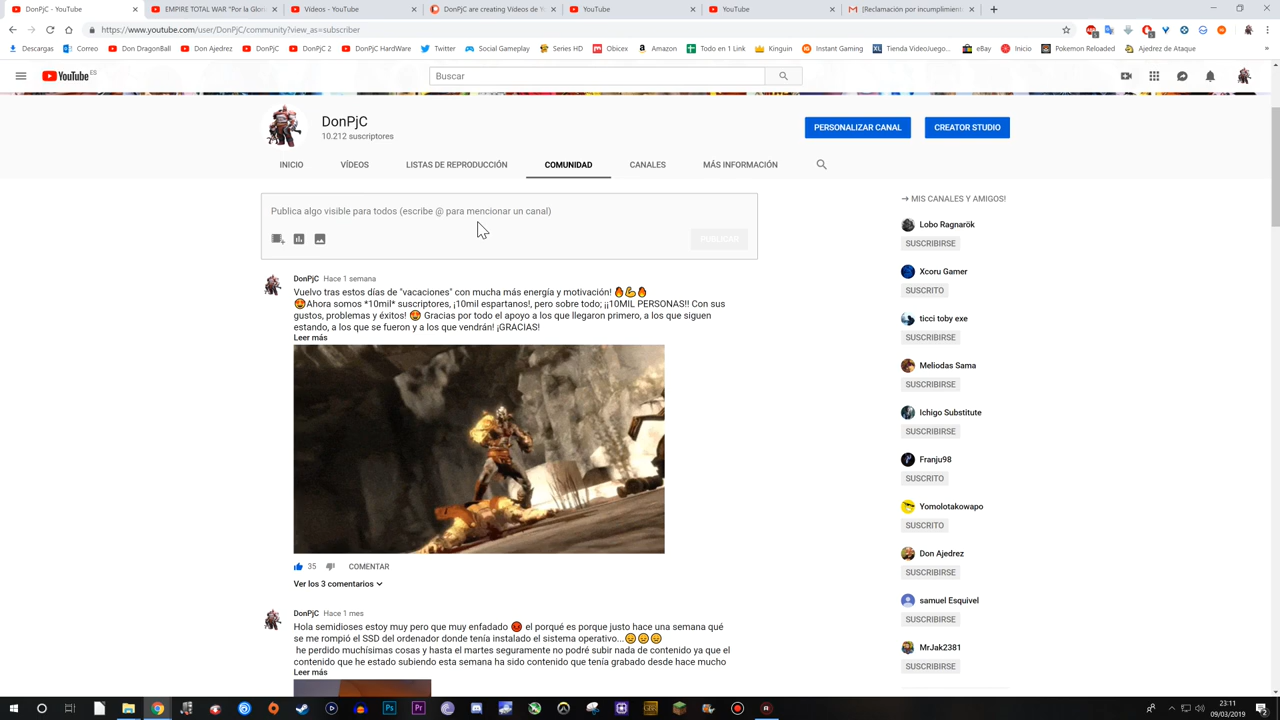 DonPjC - YouTube
EMPIRE TOTAL WAR "Por la Glor
Vídeos - YouTube
DonPjC are creating Vídeos de Y
YouTube
YouTube
[Reclamación por incumplimient
https://www.youtube.com/user/DonPjC/community?view_as=subscriber
Descargas Correo Don DragonBall Don Ajedrez DonPjC DonPjC 2 DonPjC HardWare Twitter Social Gameplay Series HD Obicex Amazon Todo en 1 Link Kinguin Instant Gaming Tienda VideoJuego... eBay Inicio Pokemon Reloaded Ajedrez de Ataque »
YouTube ES
Buscar
DonPjC
10.212 suscriptores
PERSONALIZAR CANAL
CREATOR STUDIO
INICIO VÍDEOS LISTAS DE REPRODUCCIÓN COMUNIDAD CANALES MÁS INFORMACIÓN
Publica algo visible para todos (escribe @ para mencionar un canal)
PUBLICAR
DonPjC Hace 1 semana
Vuelvo tras estos días de "vacaciones" con mucha más energía y motivación! 🔥💪🔥
🤩Ahora somos *10mil* suscriptores, ¡10mil espartanos!, pero sobre todo; ¡¡10MIL PERSONAS!! Con sus
gustos, problemas y éxitos! 🤩 Gracias por todo el apoyo a los que llegaron primero, a los que siguen
estando, a los que se fueron y a los que vendrán! ¡GRACIAS!
Leer más
35 COMENTAR
Ver los 3 comentarios
DonPjC Hace 1 mes
Hola semidioses estoy muy pero que muy enfadado 😡 el porqué es porque justo hace una semana qué
se me rompió el SSD del ordenador donde tenía instalado el sistema operativo...😖😖😖
he perdido muchísimas cosas y hasta el martes seguramente no podré subir nada de contenido ya que el
contenido que he estado subiendo esta semana ha sido contenido que tenía grabado desde hace mucho
Leer más
MIS CANALES Y AMIGOS!
Lobo Ragnarök
SUSCRIBIRSE
Xcoru Gamer
SUSCRITO
ticci toby exe
SUSCRIBIRSE
Meliodas Sama
SUSCRIBIRSE
Ichigo Substitute
SUSCRIBIRSE
Franju98
SUSCRITO
Yomolotakowapo
SUSCRITO
Don Ajedrez
SUSCRIBIRSE
samuel Esquivel
SUSCRIBIRSE
MrJak2381
SUSCRIBIRSE
23:11
09/03/2019